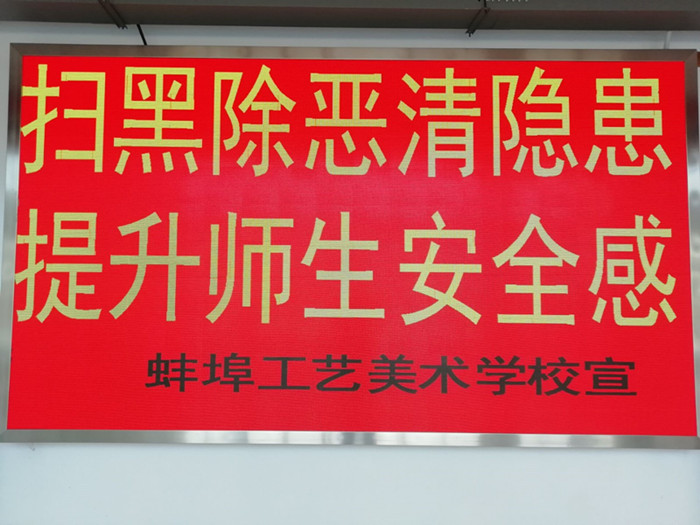 扫黑除恶清隐患
提升师生安全感
蚌埠工艺美术学校宣